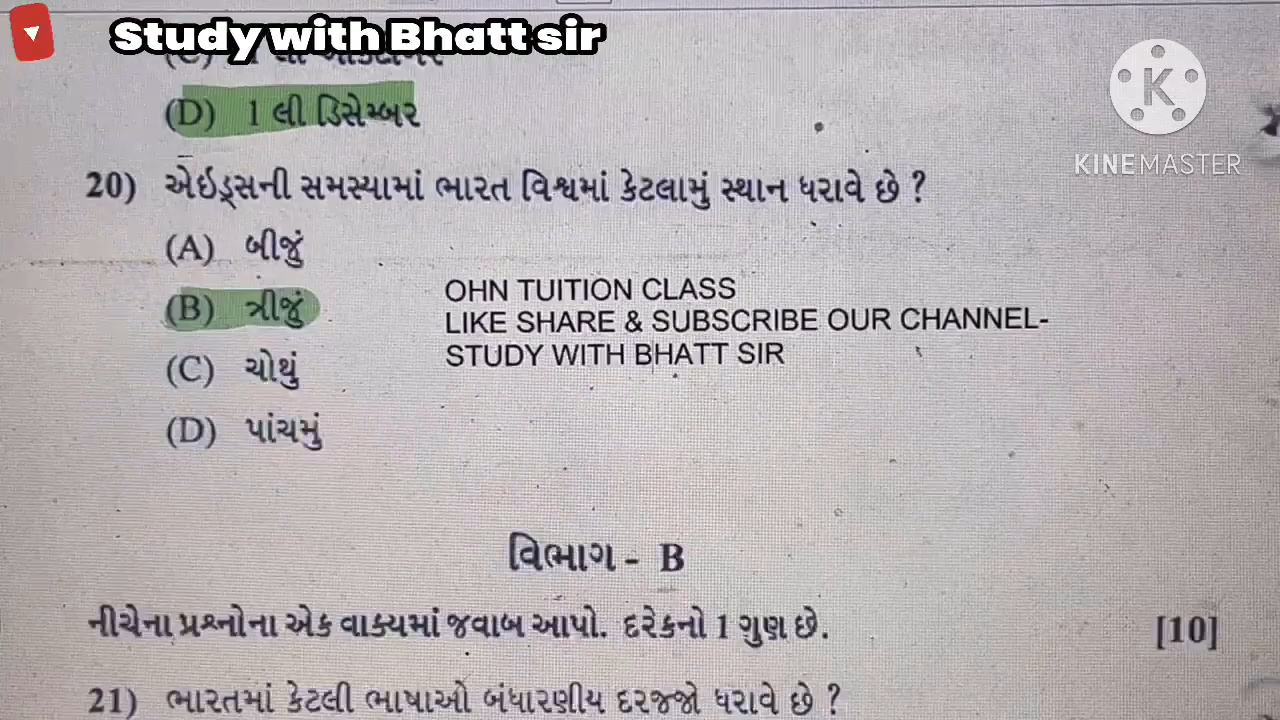 Study with Bhatt sir
(D) 1 લી ડિસેમ્બર
20) એઇડ્સની સમસ્યામાં ભારત વિશ્વમાં કેટલામું સ્થાન ધરાવે છે ?
(A) બીજું
(B) ત્રીજું
(C) ચોથું
(D) પાંચમું
OHN TUITION CLASS
LIKE SHARE & SUBSCRIBE OUR CHANNEL-
STUDY WITH BHATT SIR
K
KINEMASTER
વિભાગ - B
નીચેના પ્રશ્નોના એક વાક્યમાં જવાબ આપો. દરેકનો 1 ગુણ છે. [10]
21) ભારતમાં કેટલી ભાષાઓ બંધારણીય દરજ્જો ધરાવે છે ?